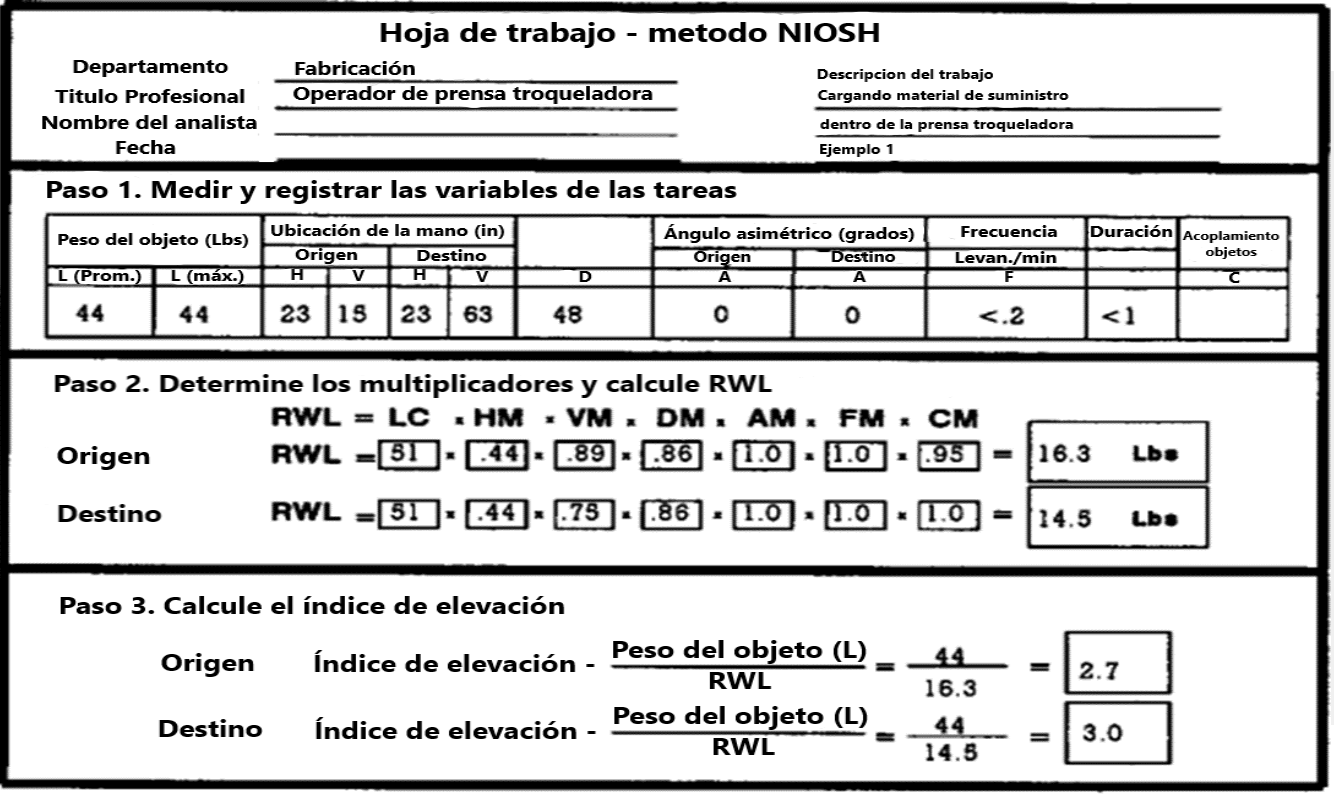 Hoja de trabajo - metodo NIOSH
Departamento Fabricación
Titulo Profesional Operador de prensa troqueladora
Nombre del analista
Fecha
Descripcion del trabajo
Cargando material de suministro
dentro de la prensa troqueladora
Ejemplo 1
Paso 1. Medir y registrar las variables de las tareas
Peso del objeto (Lbs) Ubicación de la mano (in) Ángulo asimétrico (grados) Frecuencia Duración Acoplamiento objetos
Origen Destino Origen Destino Levan./min
L (Prom.) L (máx.) H V H V D A A F C
44 44 23 15 23 63 48 0 0 <.2 <1
Paso 2. Determine los multiplicadores y calcule RWL
RWL = LC x HM x VM x DM x AM x FM x CM
Origen RWL = 51 x .44 x .89 x .86 x 1.0 x 1.0 x .95 = 16.3 Lbs
Destino RWL = 51 x .44 x .75 x .86 x 1.0 x 1.0 x 1.0 = 14.5 Lbs
Paso 3. Calcule el índice de elevación
Origen Índice de elevación - Peso del objeto (L) = 44 = 2.7
RWL 16.3
Destino Índice de elevación - Peso del objeto (L) = 44 = 3.0
RWL 14.5